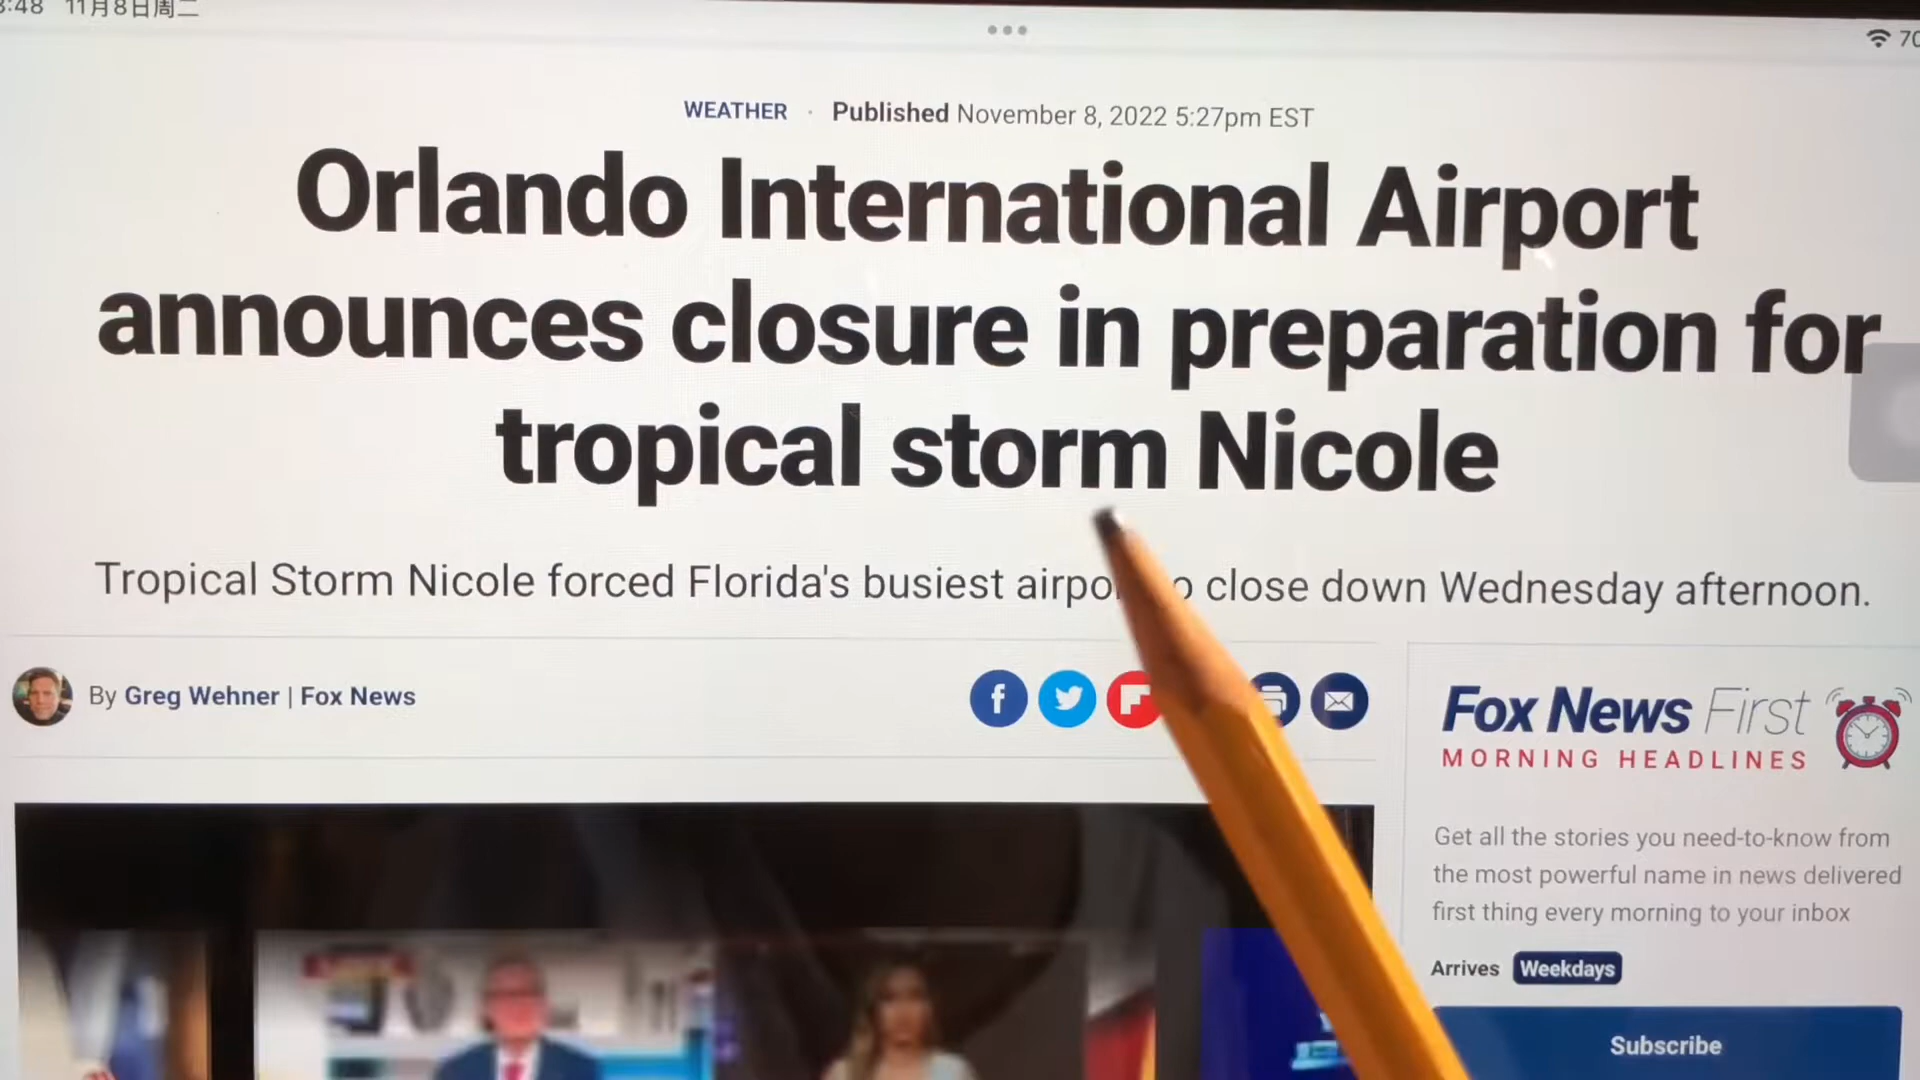 :48 11月8日周二
70
WEATHER · Published November 8, 2022 5:27pm EST
Orlando International Airport
announces closure in preparation for
tropical storm Nicole
Tropical Storm Nicole forced Florida's busiest airpo o close down Wednesday afternoon.
By Greg Wehner | Fox News
Fox News First
MORNING HEADLINES
Get all the stories you need-to-know from
the most powerful name in news delivered
first thing every morning to your inbox
Arrives Weekdays
Subscribe